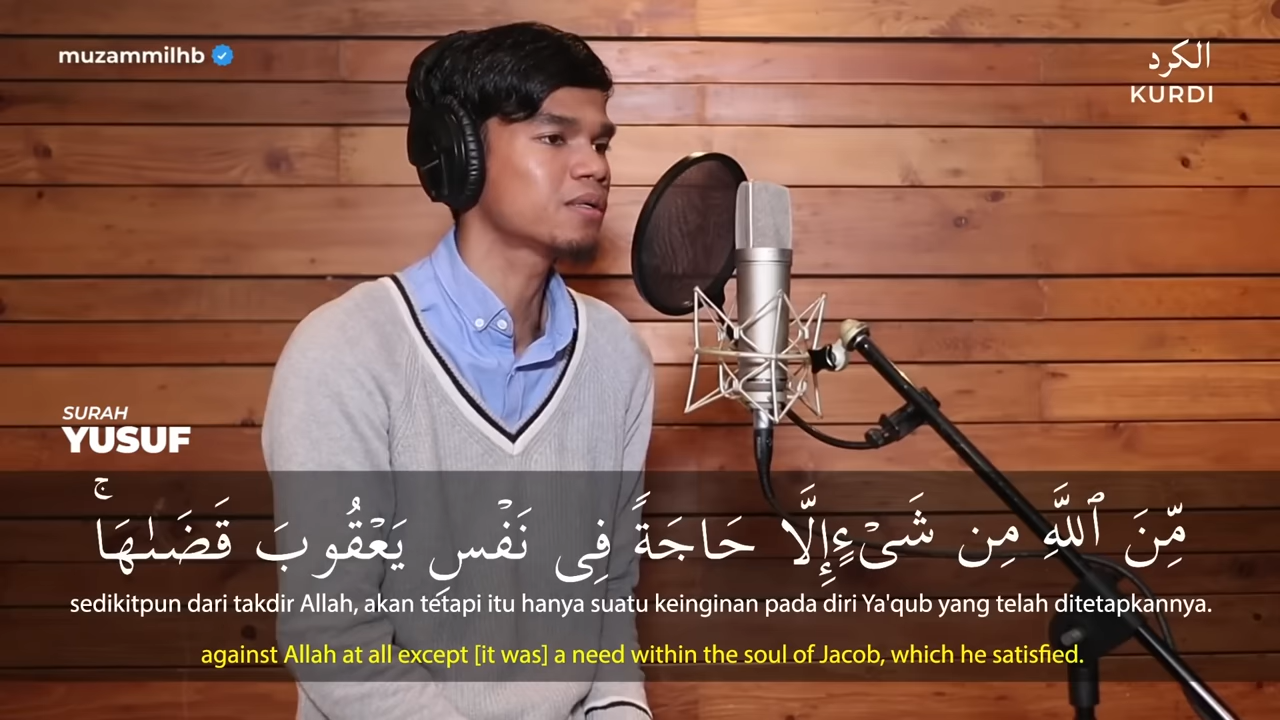 muzammilhb
الكرد
KURDI
SURAH
YUSUF
مِّنَ ٱللَّهِ مِن شَىْءٍ إِلَّا حَاجَةً فِى نَفْسِ يَعْقُوبَ قَضَىٰهَا ۚ
sedikitpun dari takdir Allah, akan tetapi itu hanya suatu keinginan pada diri Ya'qub yang telah ditetapkannya.
against Allah at all except [it was] a need within the soul of Jacob, which he satisfied.